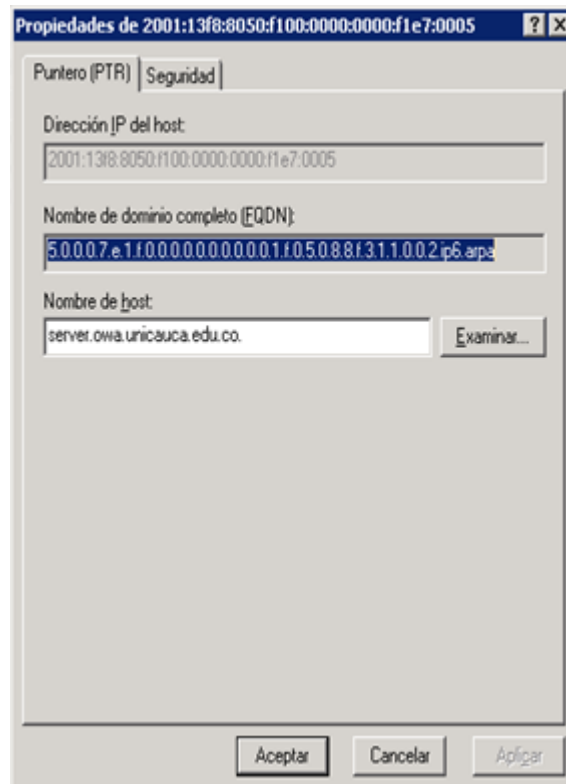 Propiedades de 2001:13f8:8050:f100:0000:0000:f1e7:0005
Puntero (PTR) Seguridad
Dirección IP del host:
2001:13f8:8050:f100:0000:0000:f1e7:0005
Nombre de dominio completo (FQDN):
5.0.0.0.7.e.1.f.0.0.0.0.0.0.0.0.0.0.1.f.0.5.0.8.8.f.3.1.1.0.0.2.ip6.arpa
Nombre de host:
server.owa.unicauca.edu.co. Examinar...
Aceptar Cancelar Aplicar